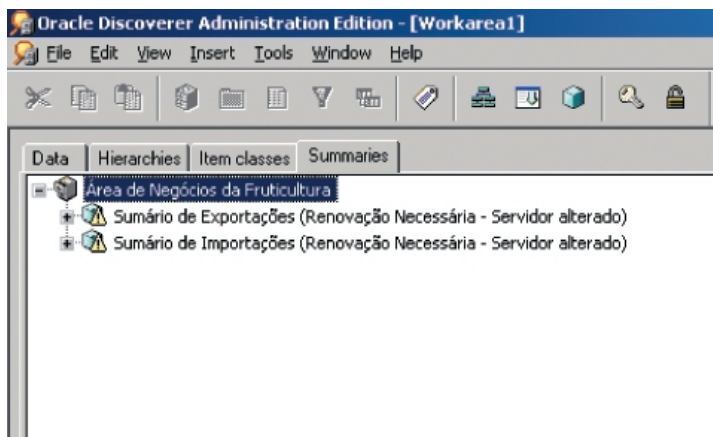 Oracle Discoverer Administration Edition - [Workarea1]
File Edit View Insert Tools Window Help
Data Hierarchies Item classes Summaries
Área de Negócios da Fruticultura
Sumário de Exportações (Renovação Necessária - Servidor alterado)
Sumário de Importações (Renovação Necessária - Servidor alterado)